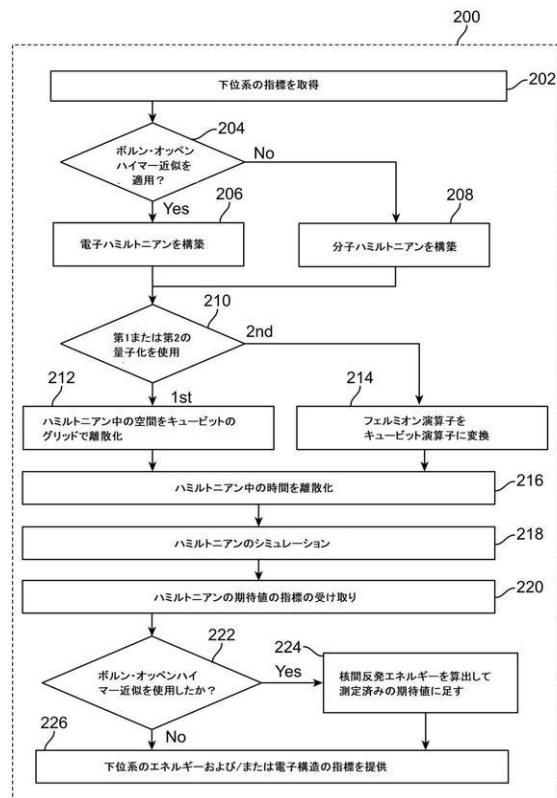 200
下位系の指標を取得
202
204
ボルン・オッペン
ハイマー近似を
適用？
No
Yes
206
電子ハミルトニアンを構築
208
分子ハミルトニアンを構築
210
第1または第2の
量子化を使用
2nd
1st
212
ハミルトニアン中の空間をキュービットの
グリッドで離散化
214
フェルミオン演算子を
キュービット演算子に変換
ハミルトニアン中の時間を離散化
216
ハミルトニアンのシミュレーション
218
ハミルトニアンの期待値の指標の受け取り
220
222
ボルン・オッペンハイ
マー近似を使用したか？
Yes
No
224
核間反発エネルギーを算出して
測定済みの期待値に足す
226
下位系のエネルギーおよび/または電子構造の指標を提供